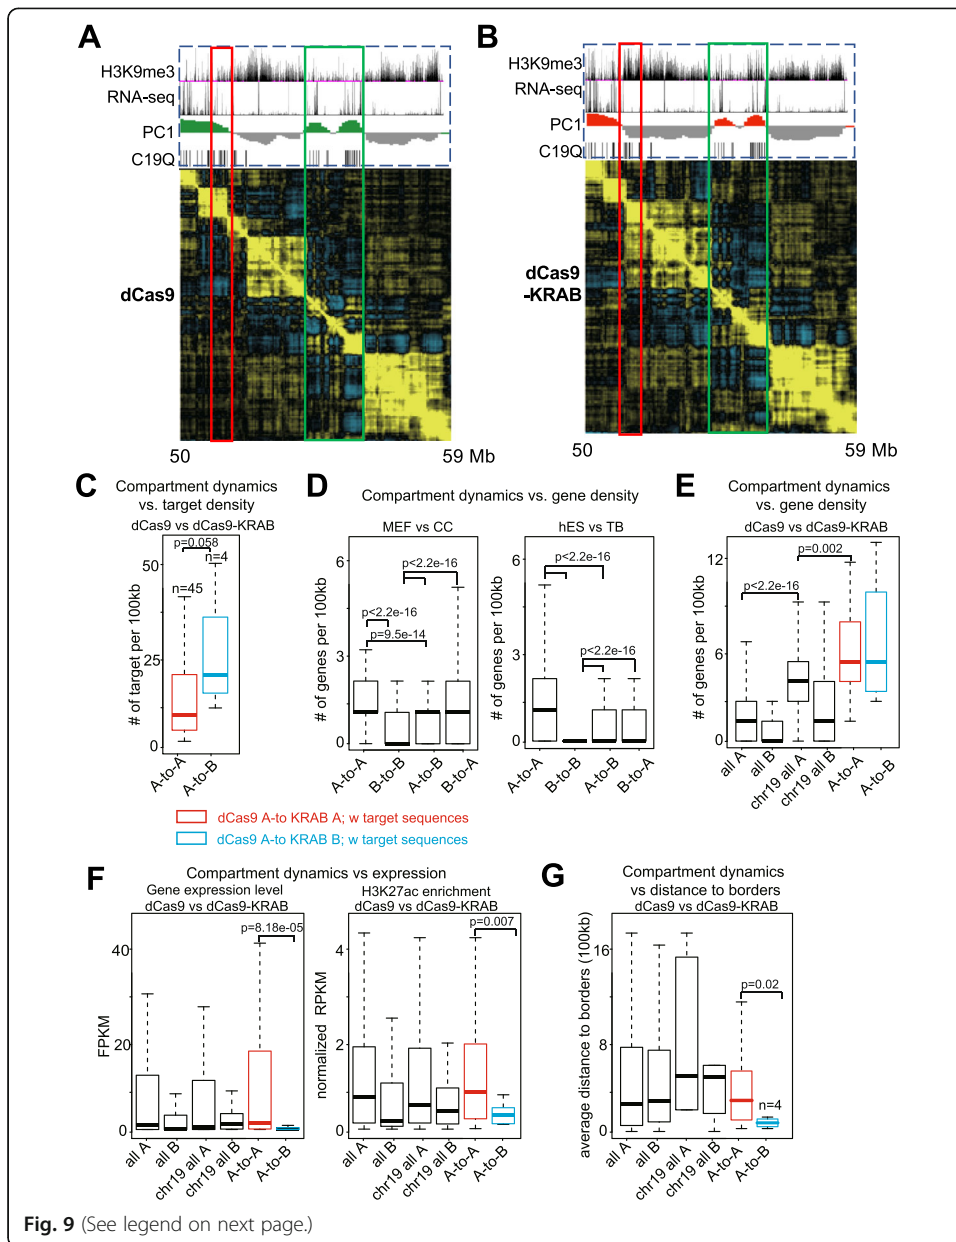 A
H3K9me3
RNA-seq
PC1
C19Q
dCas9
50
59 Mb
B
H3K9me3
RNA-seq
PC1
C19Q
dCas9
-KRAB
50
59 Mb
C
Compartment dynamics
vs. target density
dCas9 vs dCas9-KRAB
p=0.058
n=4
n=45
# of target per 100kb
50
25
0
A-to-A
A-to-B
D
Compartment dynamics vs. gene density
MEF vs CC
# of genes per 100kb
6
3
0
p<2.2e-16
p<2.2e-16
p=9.5e-14
A-to-A
B-to-B
A-to-B
B-to-A
hES vs TB
# of genes per 100kb
6
3
0
p<2.2e-16
p<2.2e-16
A-to-A
B-to-B
A-to-B
B-to-A
E
Compartment dynamics
vs. gene density
dCas9 vs dCas9-KRAB
# of genes per 100kb
12
6
0
p=0.002
p<2.2e-16
all A
all B
chr19 all A
chr19 all B
A-to-A
A-to-B
dCas9 A-to KRAB A; w target sequences
dCas9 A-to KRAB B; w target sequences
F
Compartment dynamics vs expression
Gene expression level
dCas9 vs dCas9-KRAB
p=8.18e-05
FPKM
40
20
0
all A
all B
chr19 all A
chr19 all B
A-to-A
A-to-B
H3K27ac enrichment
dCas9 vs dCas9-KRAB
p=0.007
normalized RPKM
4
2
0
all A
all B
chr19 all A
chr19 all B
A-to-A
A-to-B
G
Compartment dynamics
vs distance to borders
dCas9 vs dCas9-KRAB
average distance to borders (100kb)
16
8
0
p=0.02
n=4
all A
all B
chr19 all A
chr19 all B
A-to-A
A-to-B
Fig. 9 (See legend on next page.)